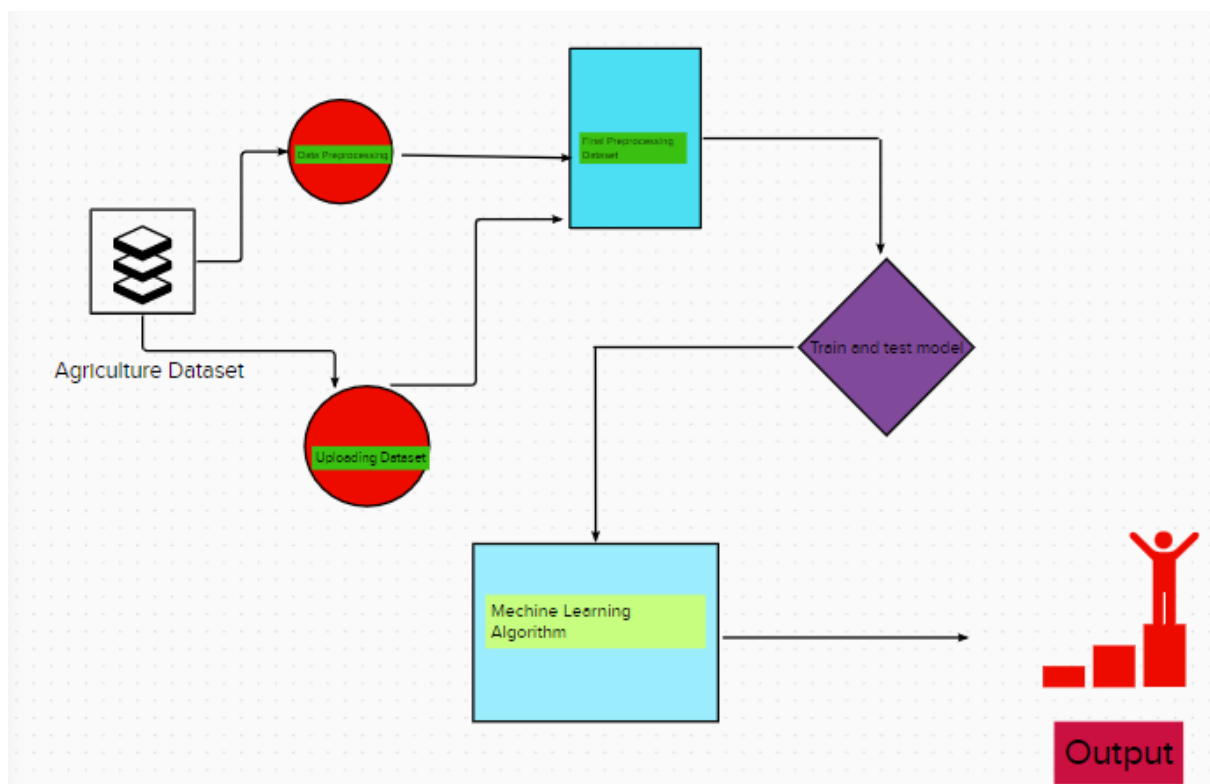 Data Preprocessing
Final Preprocessing
Dataset
Agriculture Dataset
Train and test model
Uploading Dataset
Mechine Learning
Algorithm
Output